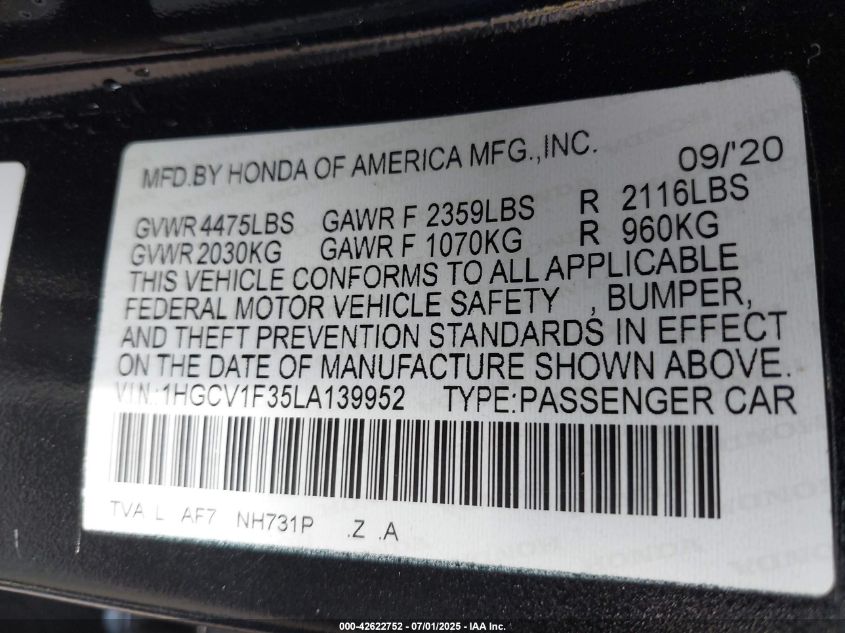 MFD.BY HONDA OF AMERICA MFG.,INC. 09/'20
GVWR 4475LBS GAWR F 2359LBS R 2116LBS
GVWR 2030KG GAWR F 1070KG R 960KG
THIS VEHICLE CONFORMS TO ALL APPLICABLE
FEDERAL MOTOR VEHICLE SAFETY , BUMPER,
AND THEFT PREVENTION STANDARDS IN EFFECT
ON THE DATE OF MANUFACTURE SHOWN ABOVE.
VIN:1HGCV1F35LA139952 TYPE:PASSENGER CAR
TVA L AF7 NH731P .Z .A
000-42622752 - 07/01/2025 - IAA Inc.